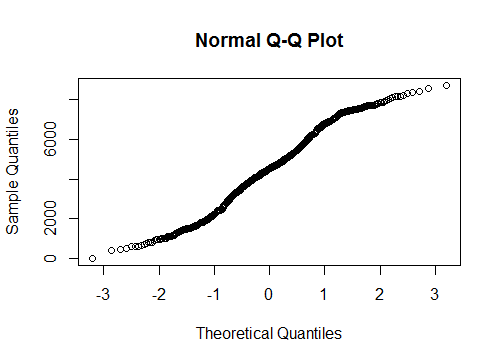 Normal Q-Q Plot
Sample Quantiles
6000
2000
0
-3 -2 -1 0 1 2 3
Theoretical Quantiles